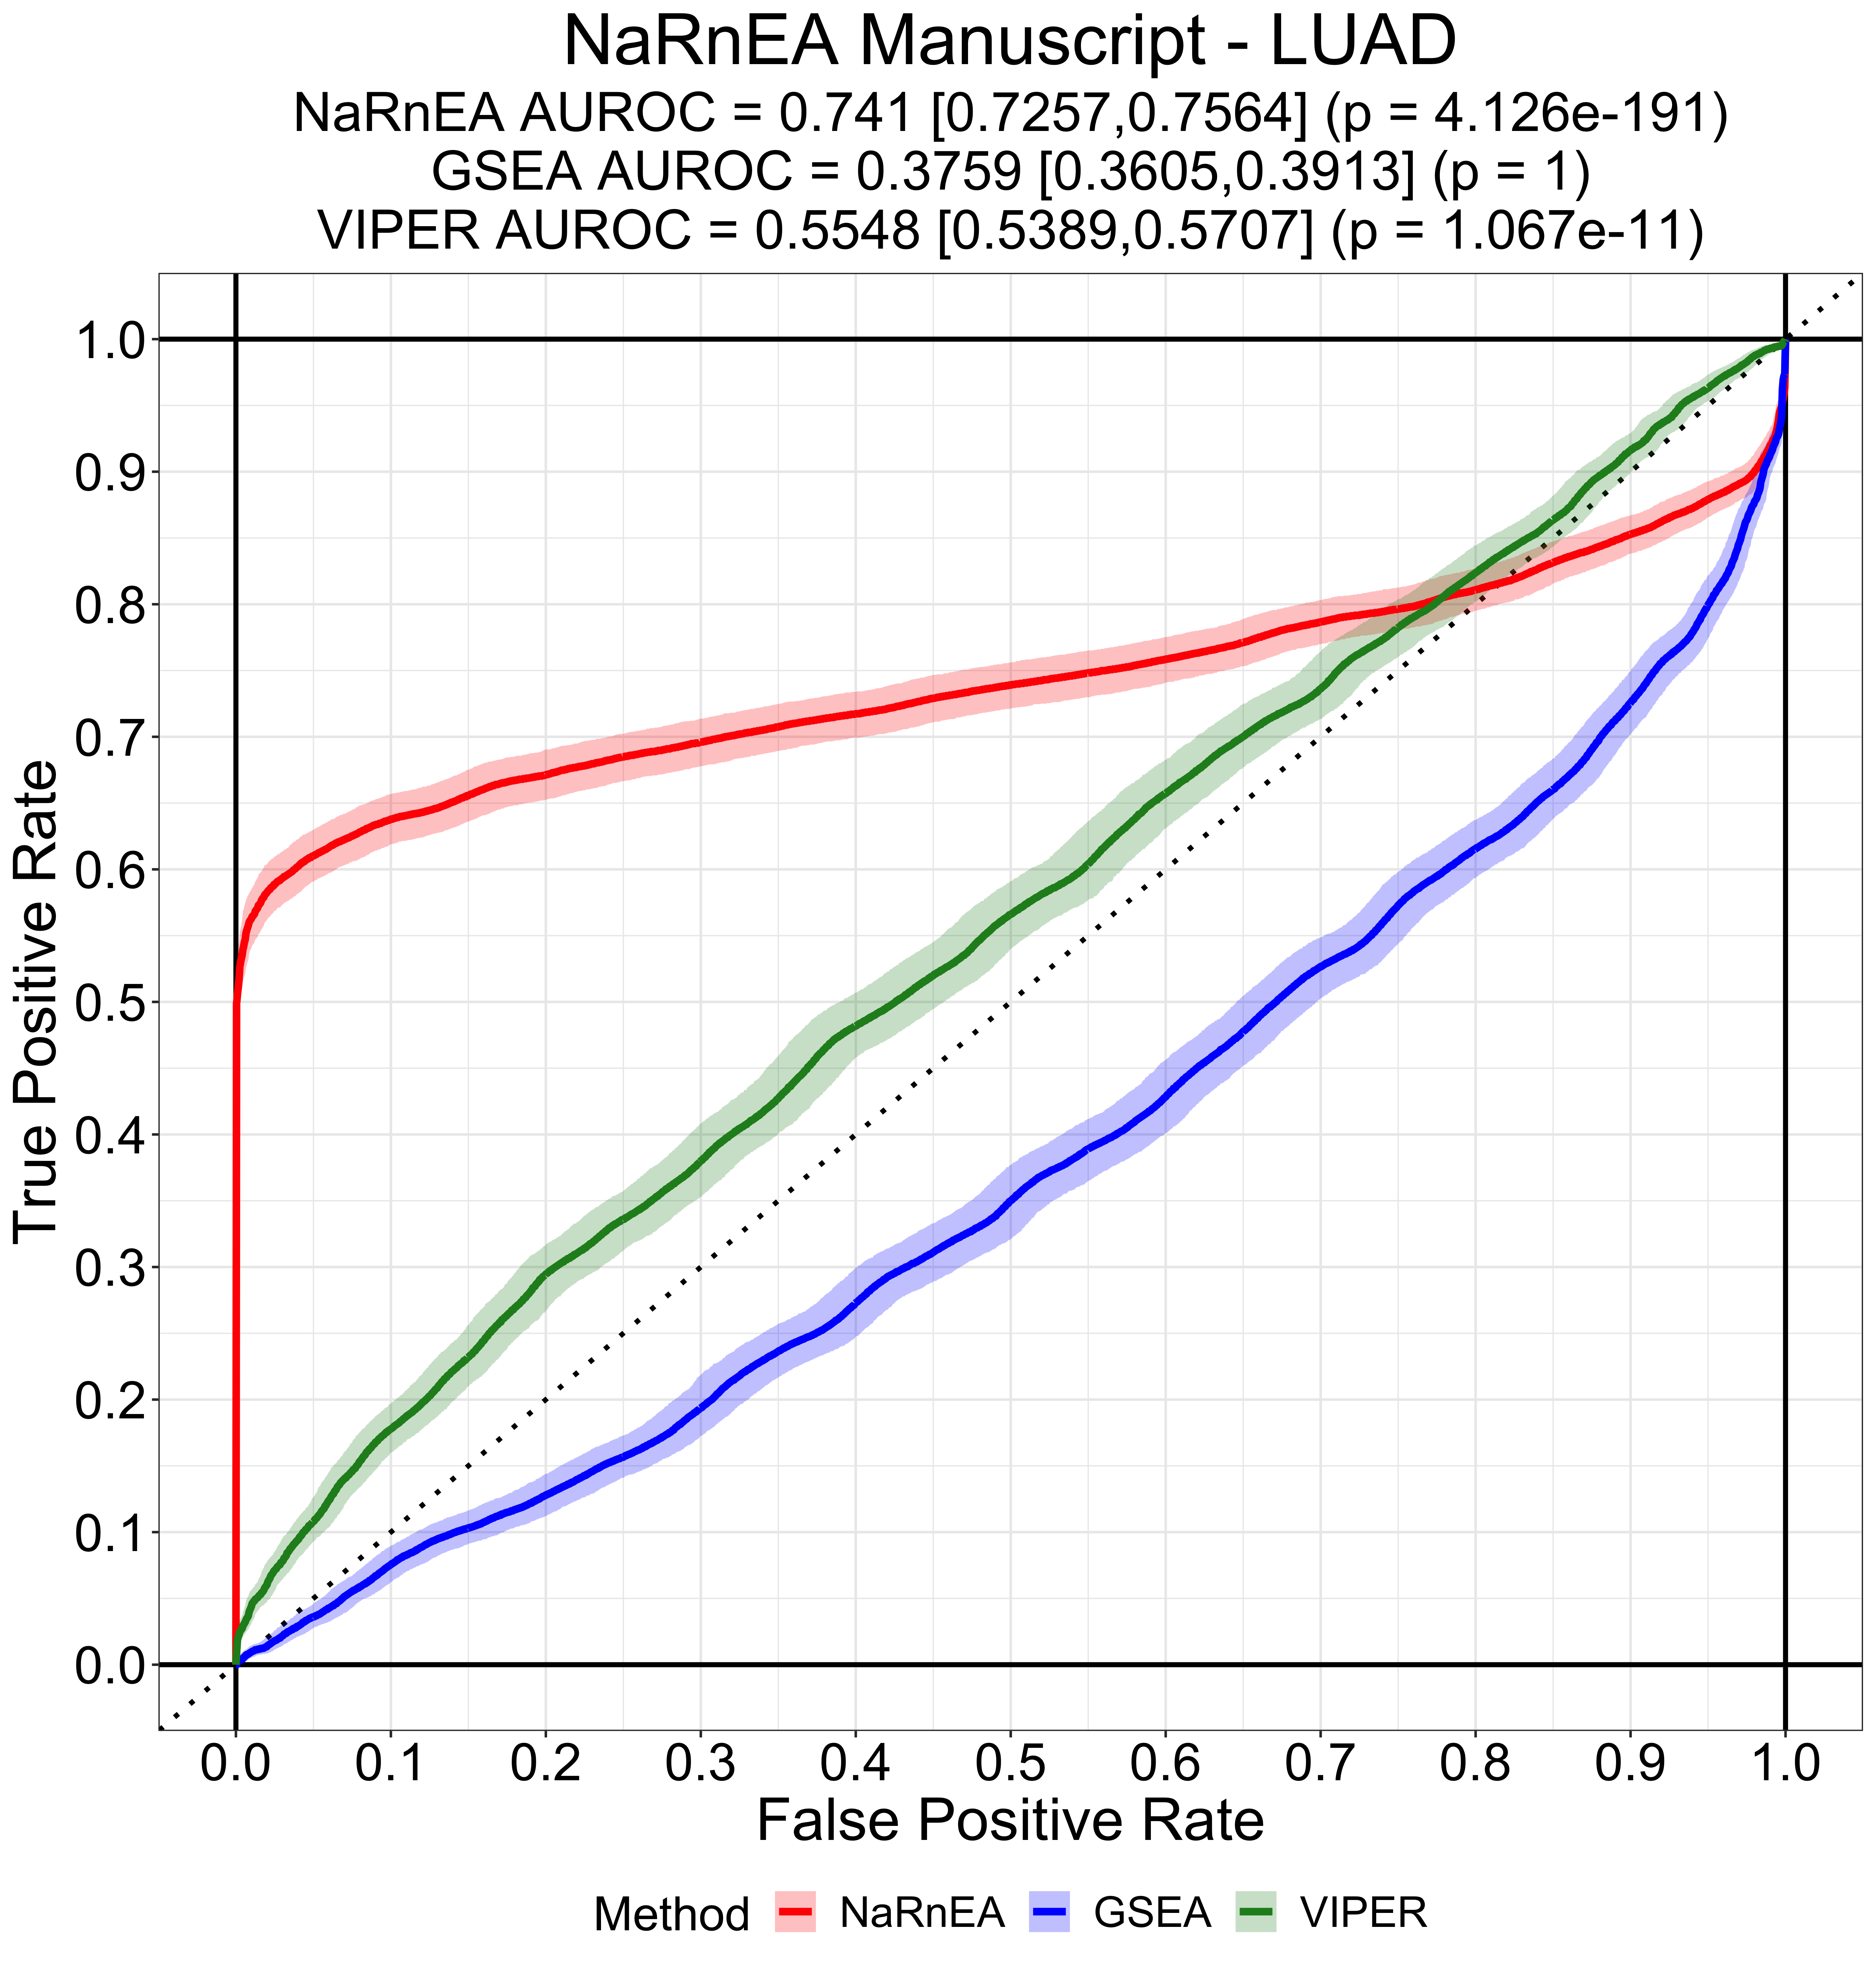 NaRnEA Manuscript - LUAD
NaRnEA AUROC = 0.741 [0.7257,0.7564] (p = 4.126e-191)
GSEA AUROC = 0.3759 [0.3605,0.3913] (p = 1)
VIPER AUROC = 0.5548 [0.5389,0.5707] (p = 1.067e-11)
True Positive Rate
1.0
0.9
0.8
0.7
0.6
0.5
0.4
0.3
0.2
0.1
0.0
0.0 0.1 0.2 0.3 0.4 0.5 0.6 0.7 0.8 0.9 1.0
False Positive Rate
Method NaRnEA GSEA VIPER